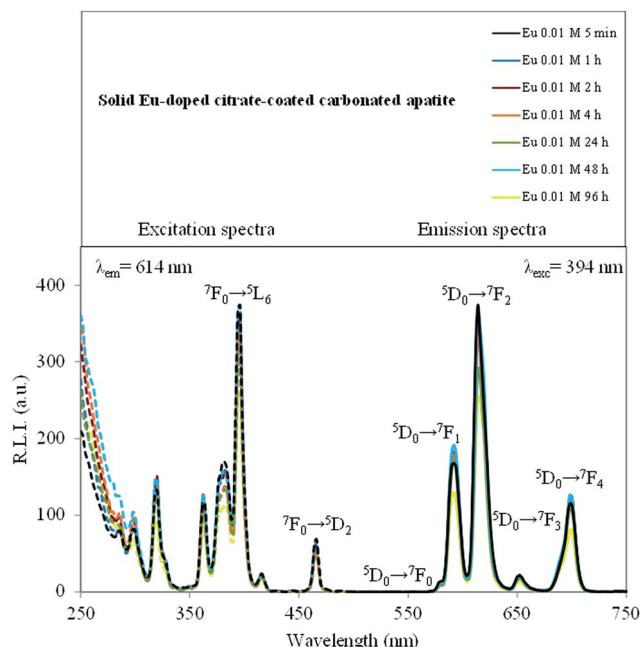 Eu 0.01 M 5 min
Eu 0.01 M 1 h
Eu 0.01 M 2 h
Solid Eu-doped citrate-coated carbonated apatite
Eu 0.01 M 4 h
Eu 0.01 M 24 h
Eu 0.01 M 48 h
Eu 0.01 M 96 h
Excitation spectra
Emission spectra
λem= 614 nm
λexc= 394 nm
⁷F₀→⁵L₆
⁵D₀→⁷F₂
⁵D₀→⁷F₁
⁵D₀→⁷F₄
⁷F₀→⁵D₂
⁵D₀→⁷F₃
⁵D₀→⁷F₀
R.L.I. (a.u.)
400
300
200
100
0
250 350 450 550 650 750
Wavelength (nm)